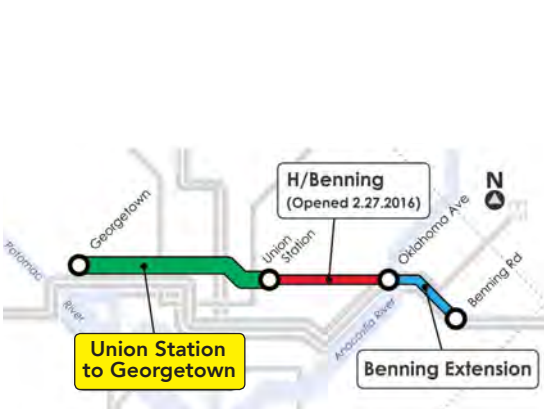 H/Benning
(Opened 2.27.2016)
N
Georgetown
Union
Station
Oklahoma Ave
Benning Rd
Potomac
River
Anacostia River
Union Station
to Georgetown
Benning Extension